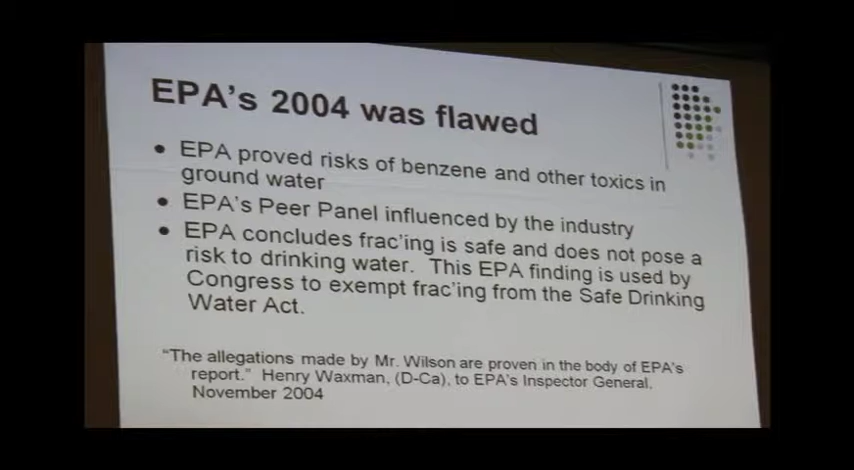 EPA's 2004 was flawed
• EPA proved risks of benzene and other toxics in
ground water
• EPA's Peer Panel influenced by the industry
• EPA concludes frac'ing is safe and does not pose a
risk to drinking water. This EPA finding is used by
Congress to exempt frac'ing from the Safe Drinking
Water Act.
"The allegations made by Mr. Wilson are proven in the body of EPA's
report." Henry Waxman, (D-Ca), to EPA's Inspector General,
November 2004